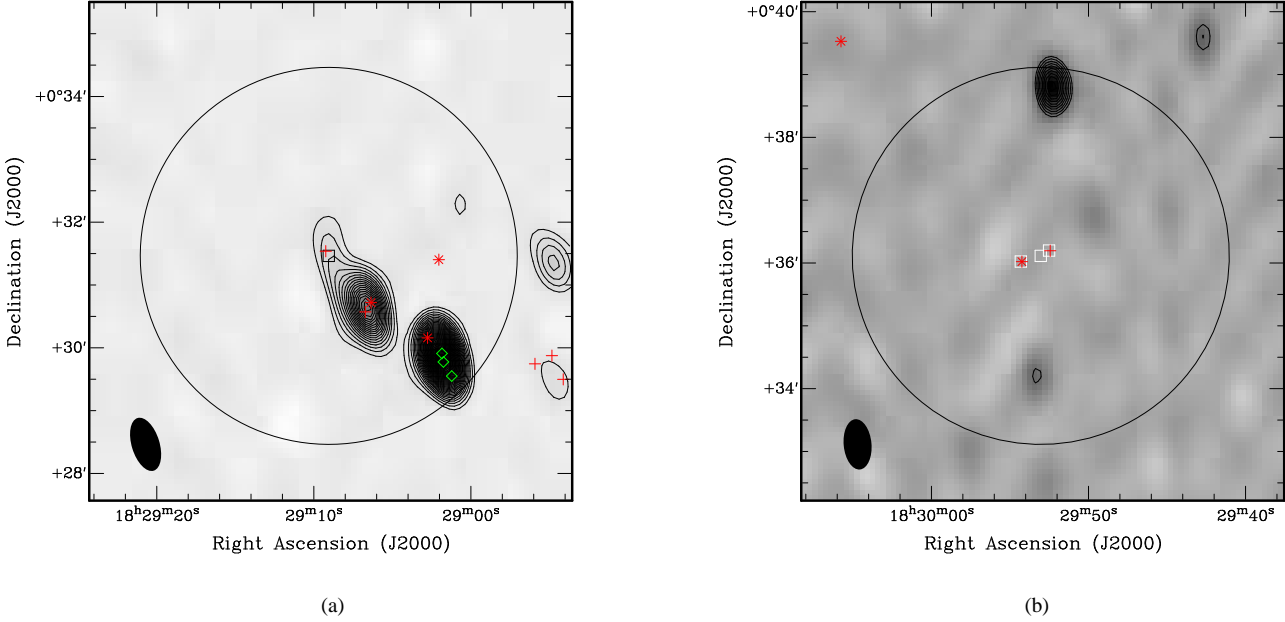 +0°34′
+32′
+30′
+28′
18ʰ29ᵐ20ˢ 29ᵐ10ˢ 29ᵐ00ˢ
Right Ascension (J2000)
Declination (J2000)
(a)
+0°40′
+38′
+36′
+34′
18ʰ30ᵐ00ˢ 29ᵐ50ˢ 29ᵐ40ˢ
Right Ascension (J2000)
Declination (J2000)
(b)